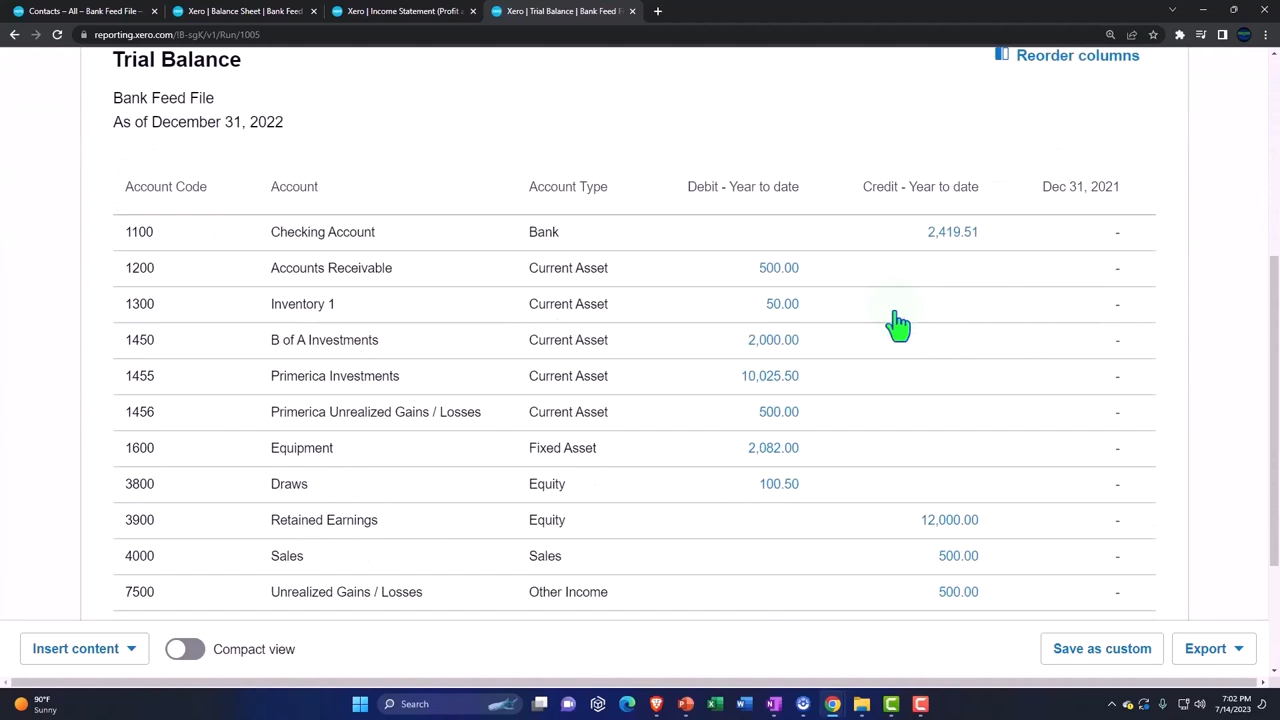 Contacts – All – Bank Feed File –
Xero | Balance Sheet | Bank Feed
Xero | Income Statement (Profit a
Xero | Trial Balance | Bank Feed F
reporting.xero.com/!B-sgK/v1/Run/1005
Trial Balance
Reorder columns
Bank Feed File
As of December 31, 2022
Account Code Account Account Type Debit - Year to date Credit - Year to date Dec 31, 2021
1100 Checking Account Bank 2,419.51 -
1200 Accounts Receivable Current Asset 500.00 -
1300 Inventory 1 Current Asset 50.00 -
1450 B of A Investments Current Asset 2,000.00 -
1455 Primerica Investments Current Asset 10,025.50 -
1456 Primerica Unrealized Gains / Losses Current Asset 500.00 -
1600 Equipment Fixed Asset 2,082.00 -
3800 Draws Equity 100.50 -
3900 Retained Earnings Equity 12,000.00 -
4000 Sales Sales 500.00 -
7500 Unrealized Gains / Losses Other Income 500.00 -
Insert content Compact view Save as custom Export
90°F
Sunny
Search
7:02 PM
7/14/2023